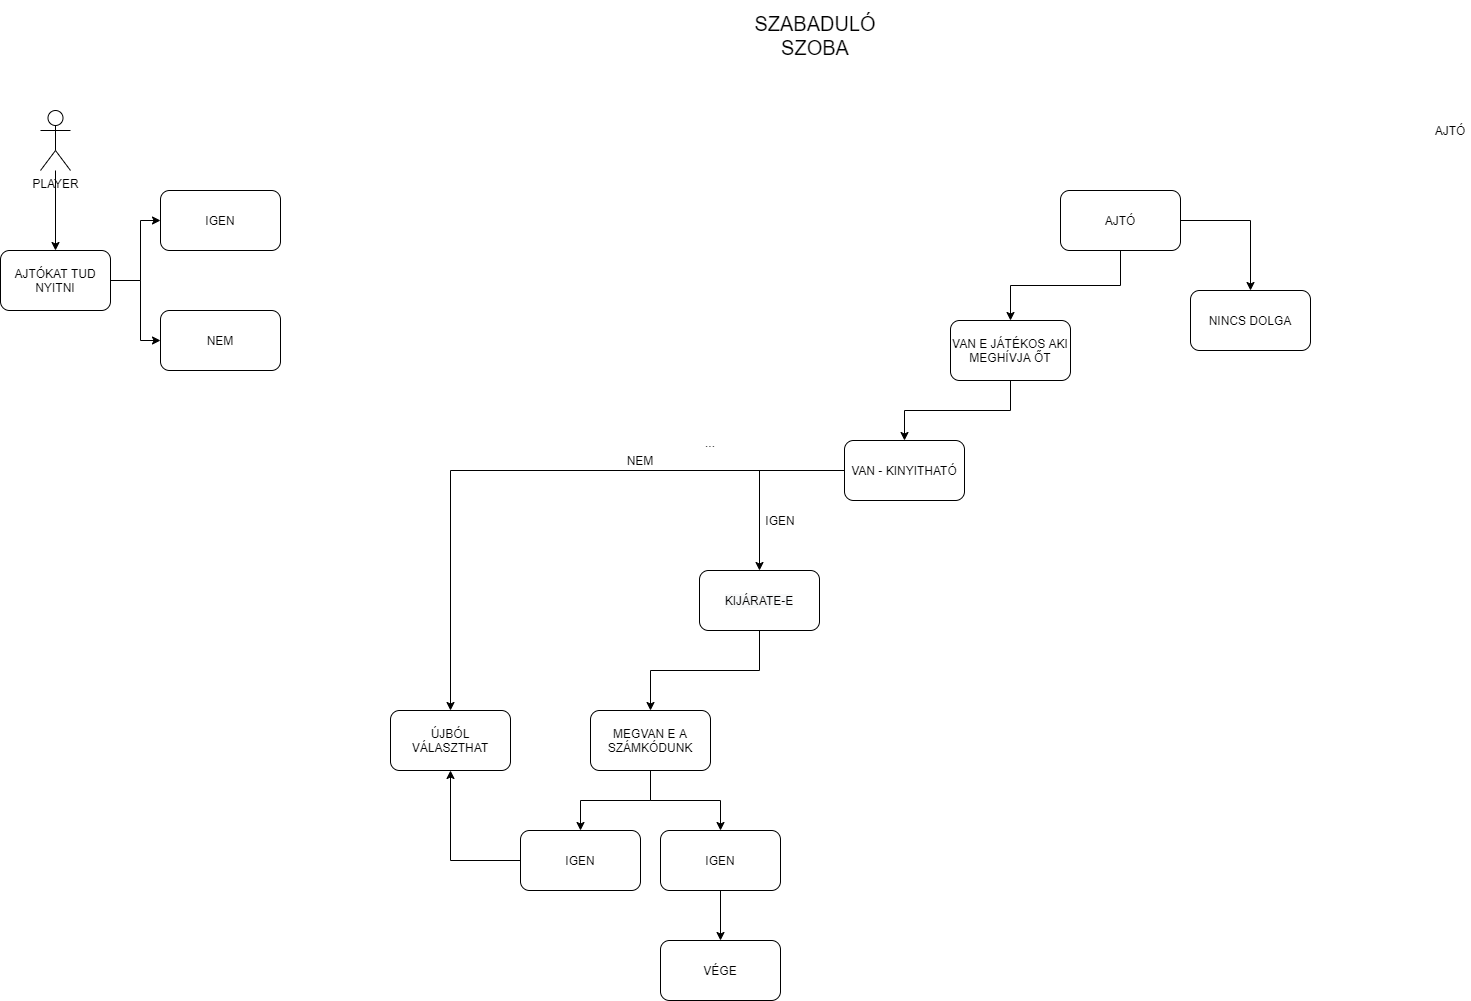 SZABADULÓ
SZOBA
AJTÓ
PLAYER
IGEN
AJTÓ
AJTÓKAT TUD
NYITNI
NEM
NINCS DOLGA
VAN E JÁTÉKOS AKI
MEGHÍVJA ŐT
...
NEM
VAN - KINYITHATÓ
IGEN
KIJÁRATE-E
ÚJBÓL
VÁLASZTHAT
MEGVAN E A
SZÁMKÓDUNK
IGEN
IGEN
VÉGE